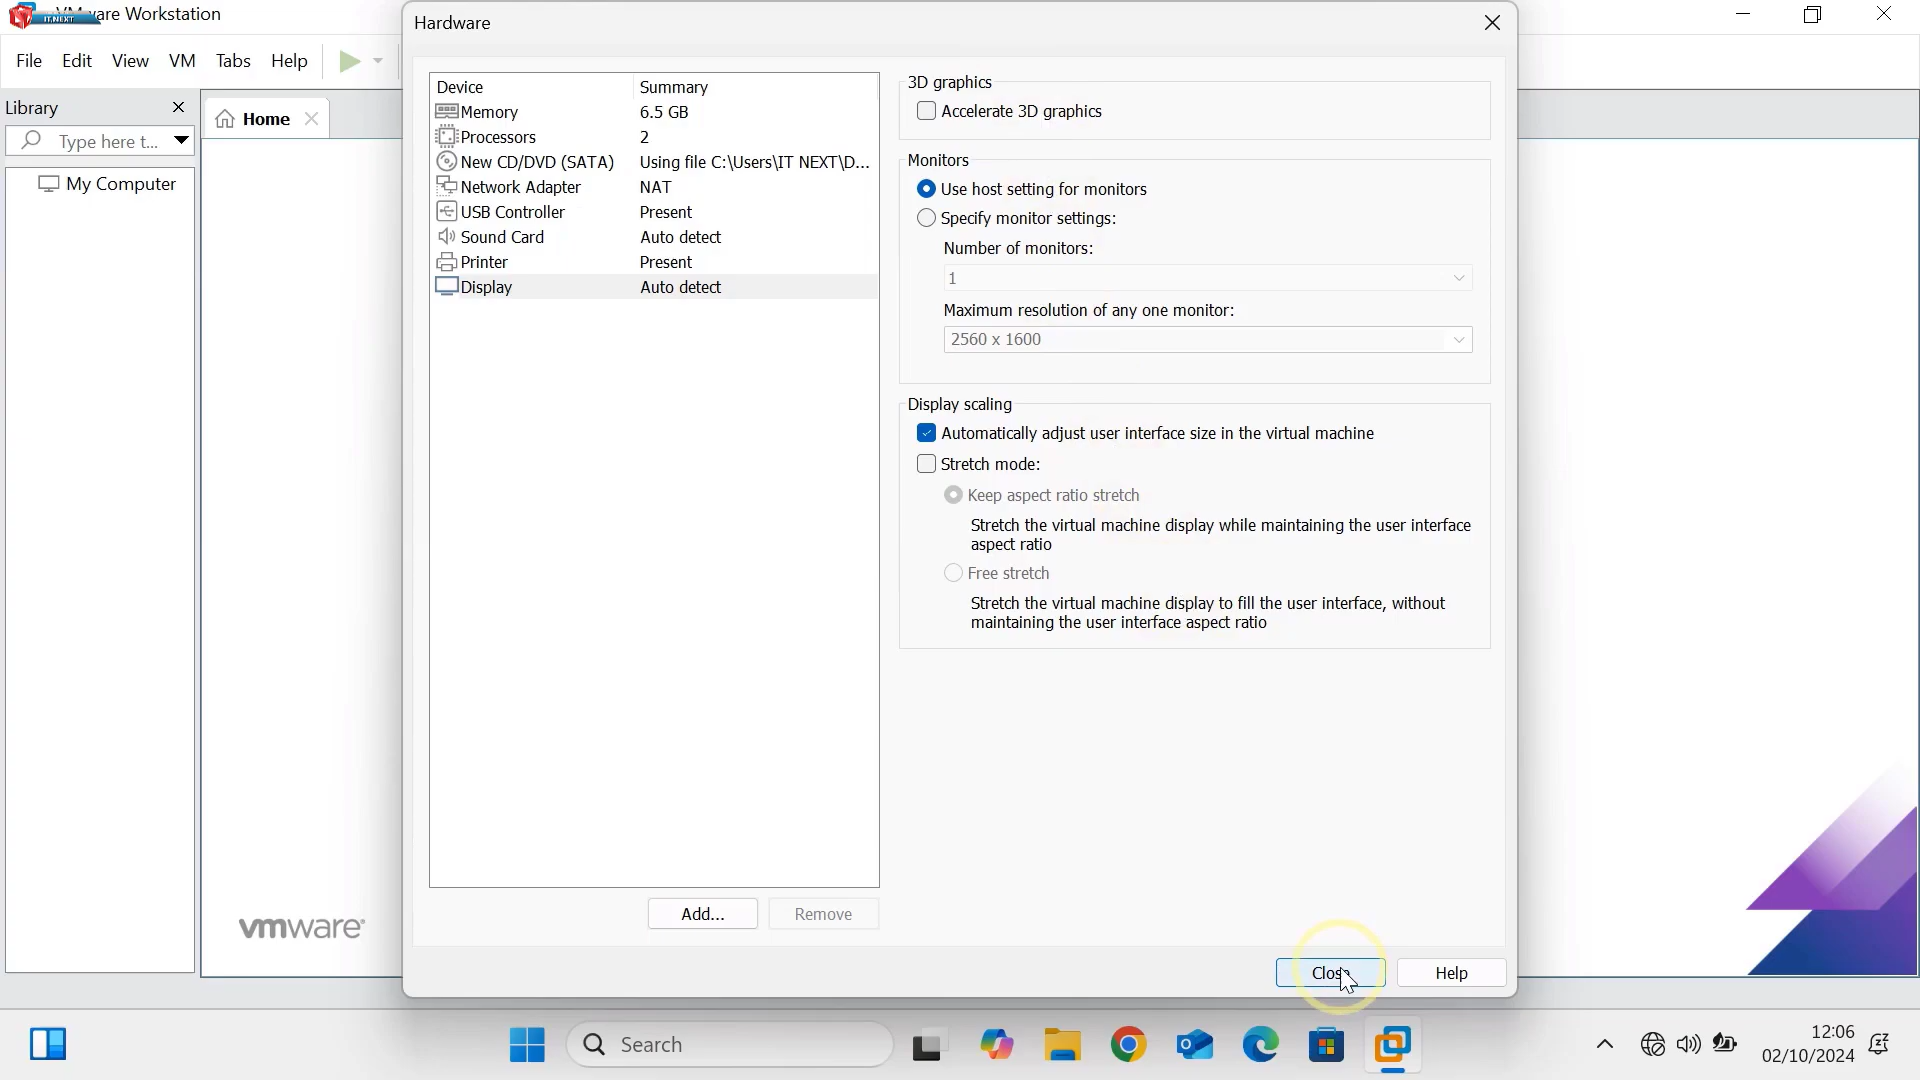 IT.NEXT
VMware Workstation
Hardware
File Edit View VM Tabs Help
Library
Home
Type here t...
My Computer
Device Summary
Memory 6.5 GB
Processors 2
New CD/DVD (SATA) Using file C:\Users\IT NEXT\D...
Network Adapter NAT
USB Controller Present
Sound Card Auto detect
Printer Present
Display Auto detect
Add...
Remove
3D graphics
Accelerate 3D graphics
Monitors
Use host setting for monitors
Specify monitor settings:
Number of monitors:
1
Maximum resolution of any one monitor:
2560 x 1600
Display scaling
Automatically adjust user interface size in the virtual machine
Stretch mode:
Keep aspect ratio stretch
Stretch the virtual machine display while maintaining the user interface
aspect ratio
Free stretch
Stretch the virtual machine display to fill the user interface, without
maintaining the user interface aspect ratio
Close
Help
vmware®
Search
12:06
02/10/2024